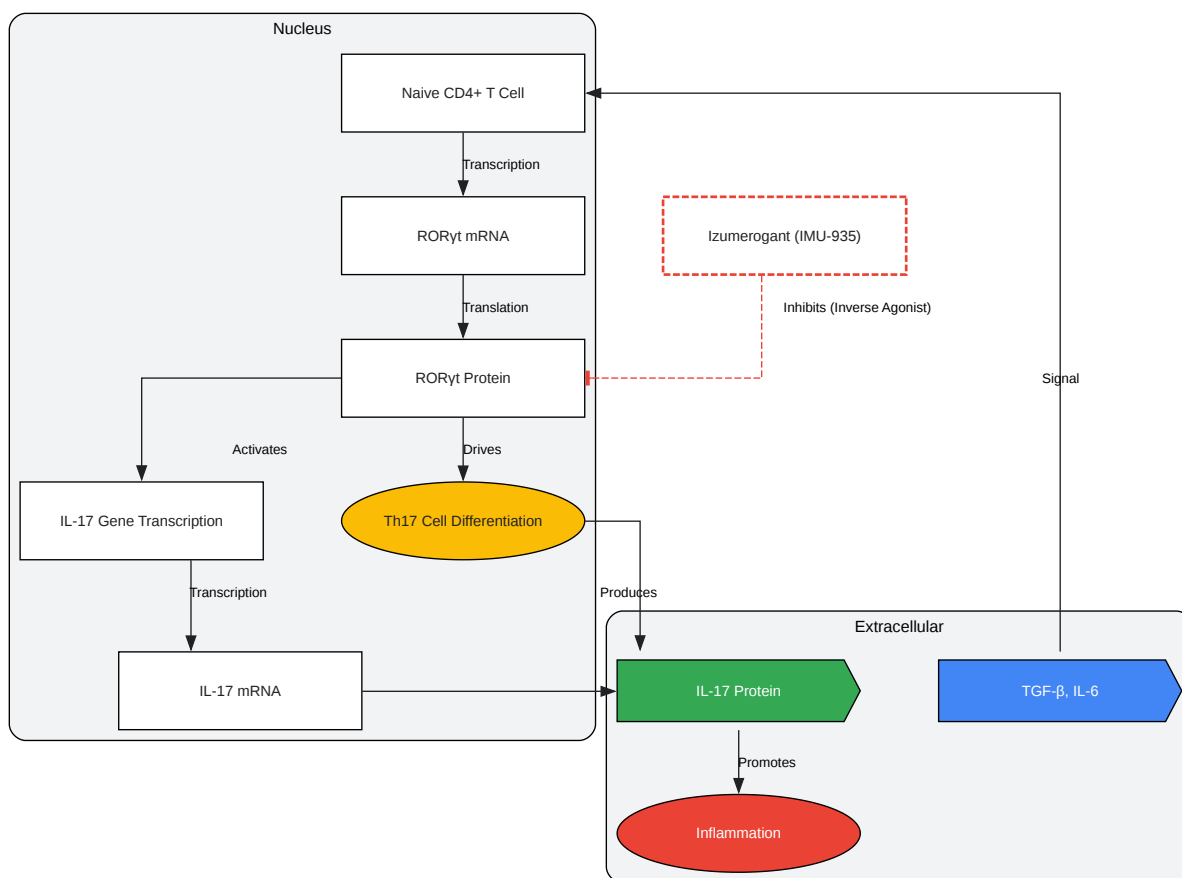 Nucleus
Naive CD4+ T Cell
Transcription
RORγt mRNA
Izumerogant (IMU-935)
Translation
Inhibits (Inverse Agonist)
RORγt Protein
Signal
Activates
Drives
IL-17 Gene Transcription
Th17 Cell Differentiation
Transcription
Produces
Extracellular
IL-17 mRNA
IL-17 Protein
TGF-β, IL-6
Promotes
Inflammation